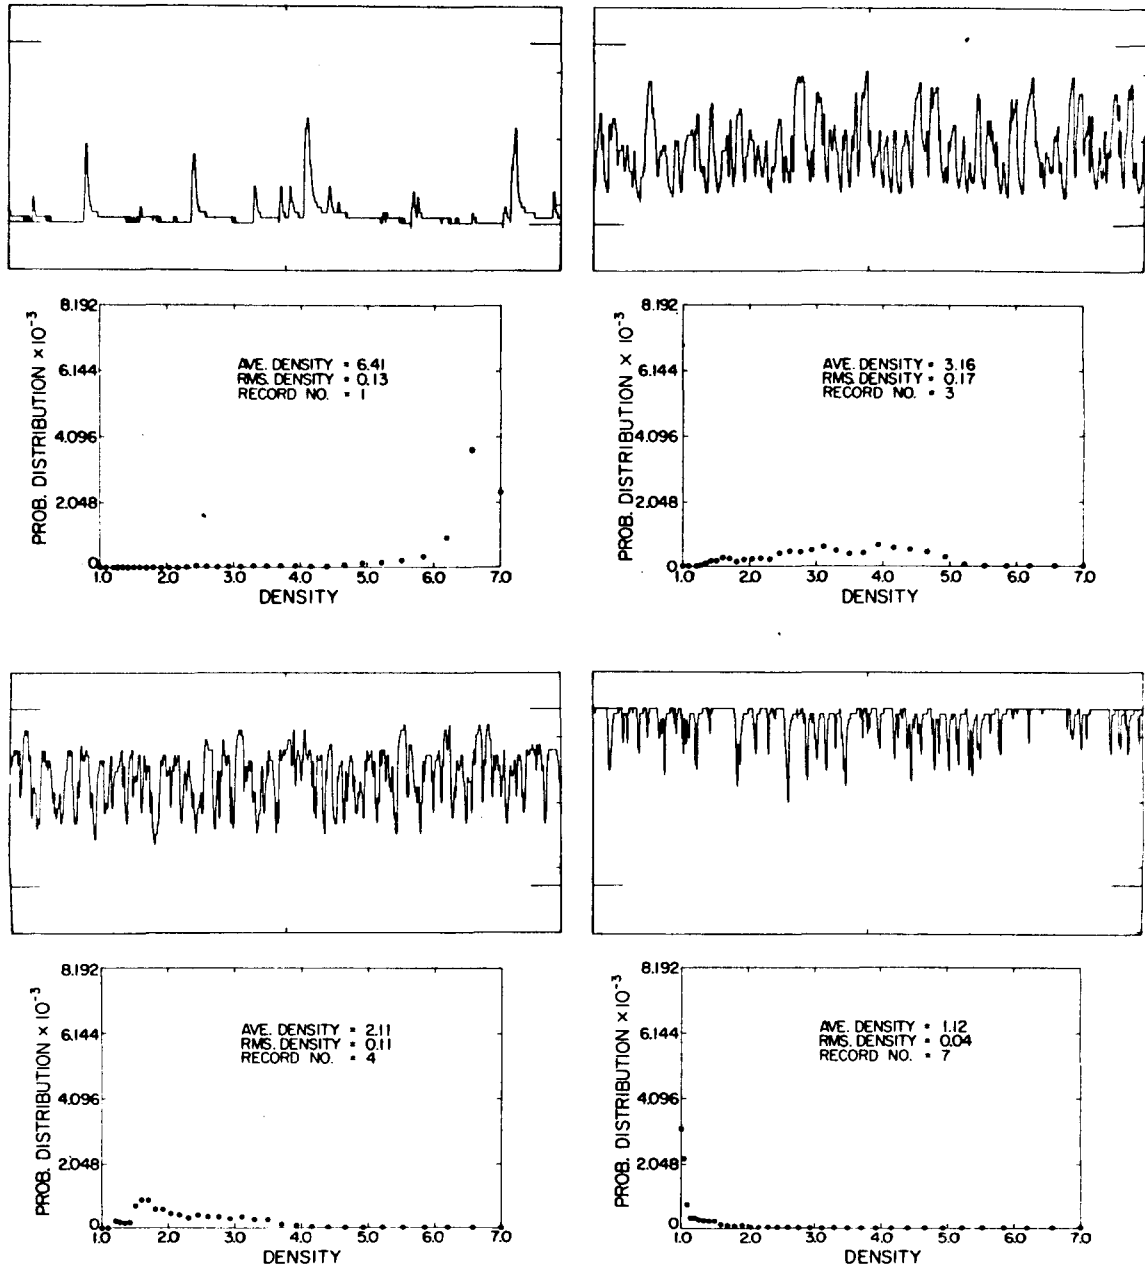 8.192
6.144
4.096
2.048
0
PROB. DISTRIBUTION × 10⁻³
AVE. DENSITY = 6.41
RMS. DENSITY = 0.13
RECORD NO. = 1
1.0 2.0 3.0 4.0 5.0 6.0 7.0
DENSITY
8.192
6.144
4.096
2.048
0
PROB. DISTRIBUTION × 10⁻³
AVE. DENSITY = 3.16
RMS. DENSITY = 0.17
RECORD NO. = 3
1.0 2.0 3.0 4.0 5.0 6.0 7.0
DENSITY
8.192
6.144
4.096
2.048
0
PROB. DISTRIBUTION × 10⁻³
AVE. DENSITY = 2.11
RMS. DENSITY = 0.11
RECORD NO. = 4
1.0 2.0 3.0 4.0 5.0 6.0 7.0
DENSITY
8.192
6.144
4.096
2.048
0
PROB. DISTRIBUTION × 10⁻³
AVE. DENSITY = 1.12
RMS. DENSITY = 0.04
RECORD NO. = 7
1.0 2.0 3.0 4.0 5.0 6.0 7.0
DENSITY